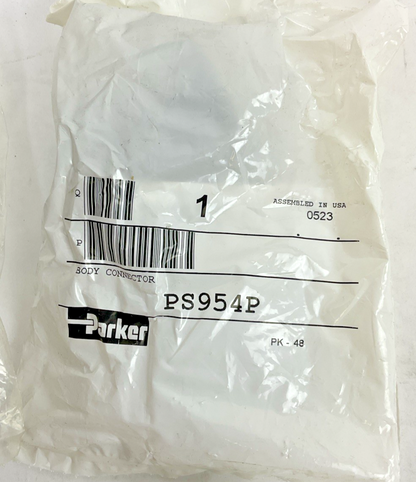 Q 1 ASSEMBLED IN USA
0523
P
BODY CONNECTOR
PS954P
Parker
PK - 48